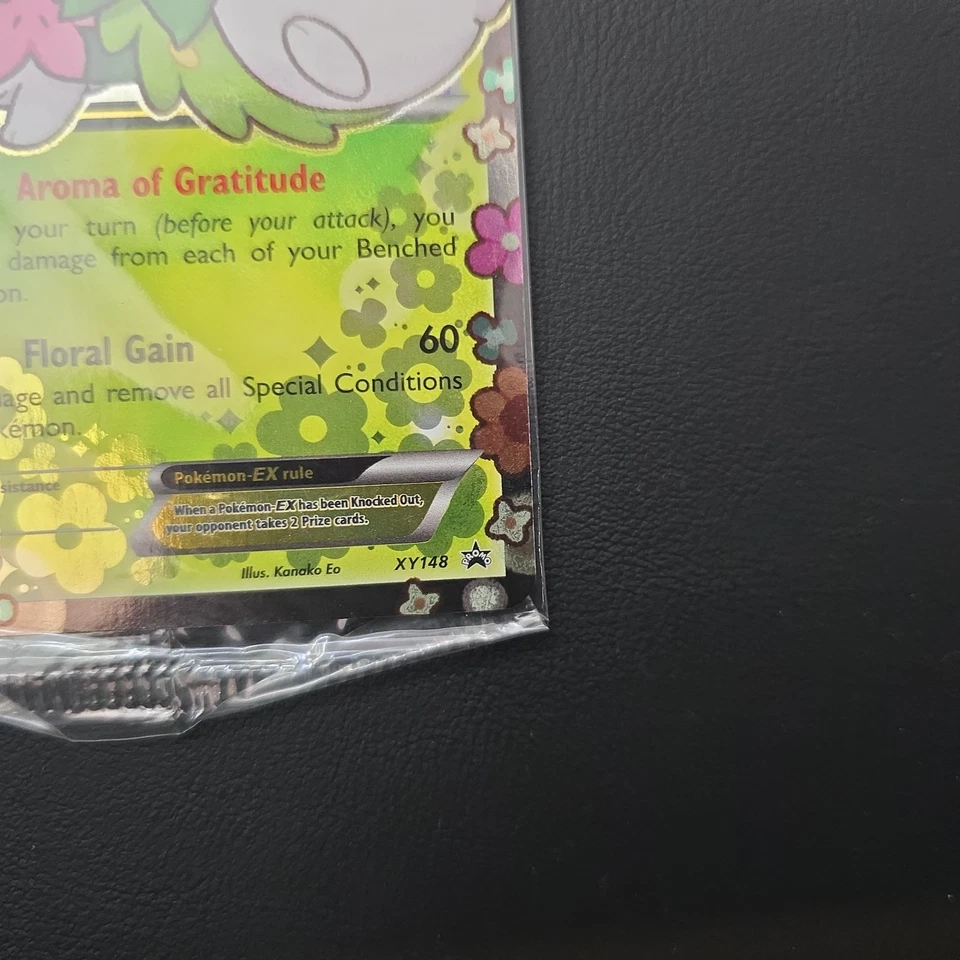 Aroma of Gratitude
your turn (before your attack), you
damage from each of your Benched
on.
Floral Gain 60
age and remove all Special Conditions
kémon.
sistance
Pokémon-EX rule
When a Pokémon-EX has been Knocked Out,
your opponent takes 2 Prize cards.
Illus. Kanako Eo XY148 PROMO